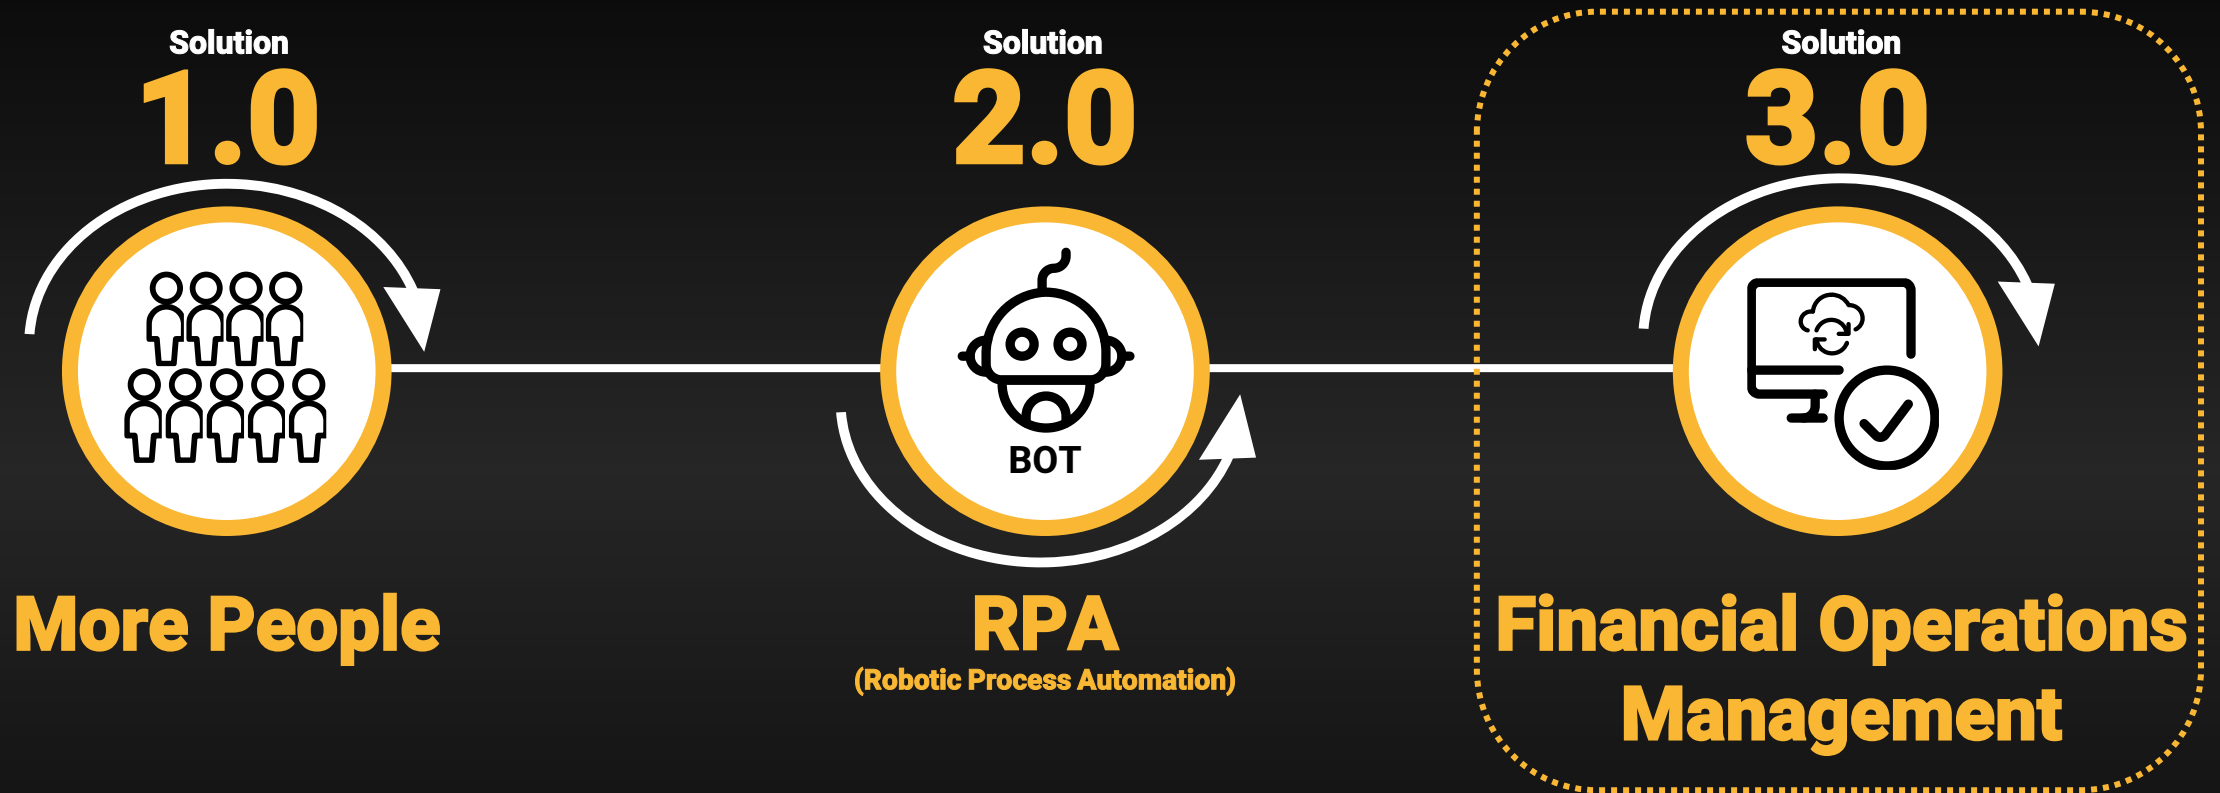 Solution
1.0
More People
Solution
2.0
BOT
RPA
(Robotic Process Automation)
Solution
3.0
Financial Operations
Management